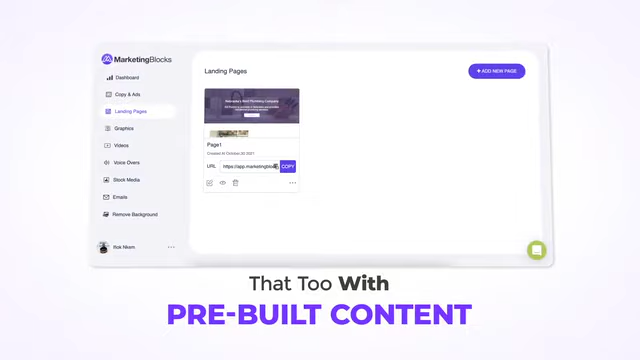 MarketingBlocks
Dashboard
Copy & Ads
Landing Pages
Graphics
Videos
Voice Overs
Stock Media
Emails
Remove Background
Landing Pages
+ ADD NEW PAGE
Page1
Created At October 20 2021
URL
https://app.marketingblo
COPY
That Too With
PRE-BUILT CONTENT